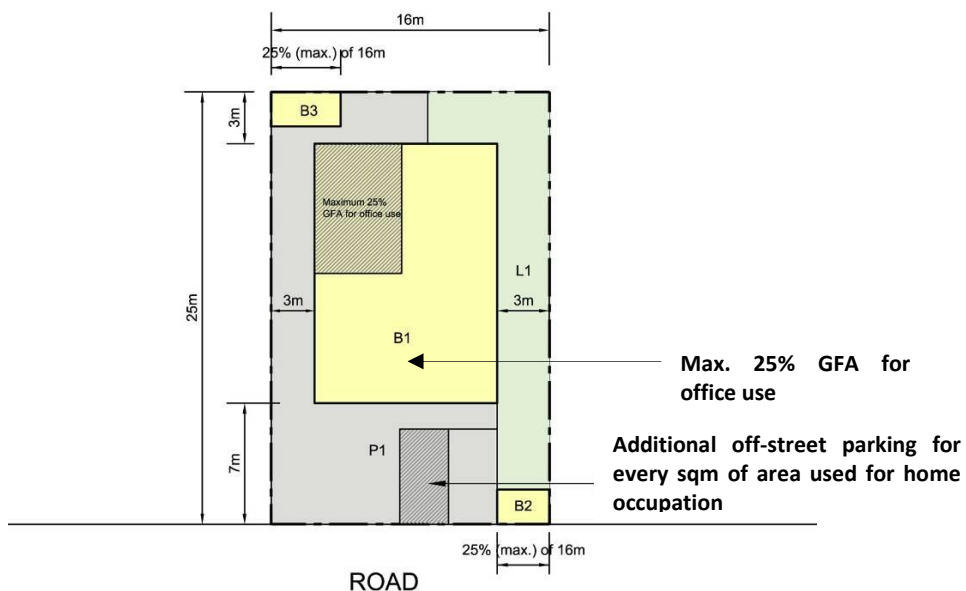 16m
25% (max.) of 16m
B3
3m
Maximum 25%
GFA for office use
L1
25m
3m
3m
B1
Max. 25% GFA for
office use
7m
P1
Additional off-street parking for
every sqm of area used for home
occupation
B2
25% (max.) of 16m
ROAD